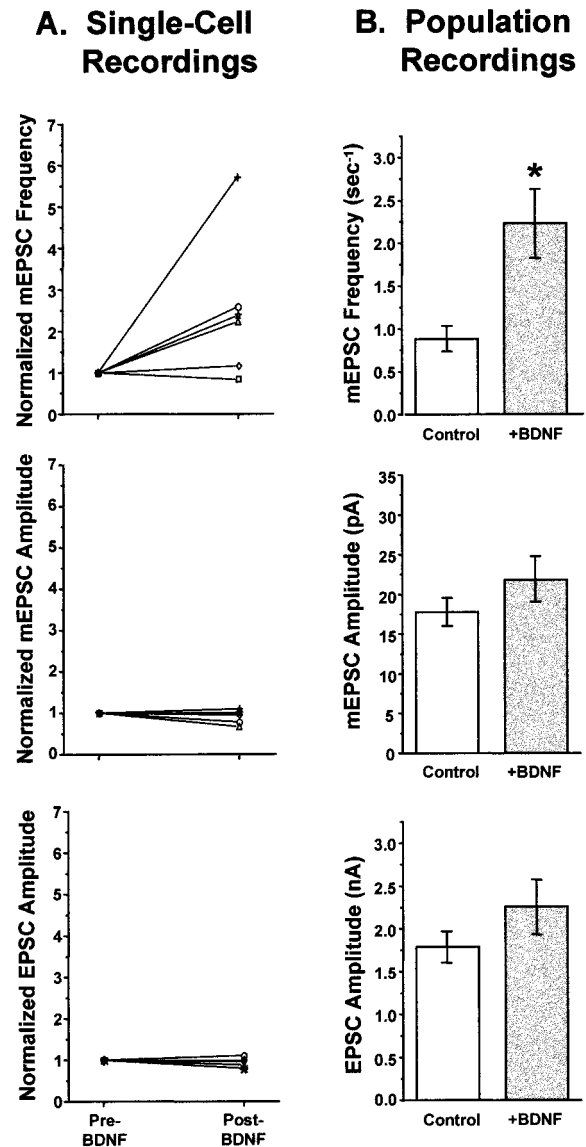 A. Single-Cell
Recordings
B. Population
Recordings
Normalized mEPSC Frequency
7
6
5
4
3
2
1
0
mEPSC Frequency (sec⁻¹)
3.0
2.5
2.0
1.5
1.0
0.5
0.0
*
Control
+BDNF
Normalized mEPSC Amplitude
7
6
5
4
3
2
1
0
mEPSC Amplitude (pA)
35
30
25
20
15
10
5
0
Control
+BDNF
Normalized EPSC Amplitude
7
6
5
4
3
2
1
0
Pre-
BDNF
Post-
BDNF
EPSC Amplitude (nA)
3.0
2.5
2.0
1.5
1.0
0.5
0.0
Control
+BDNF